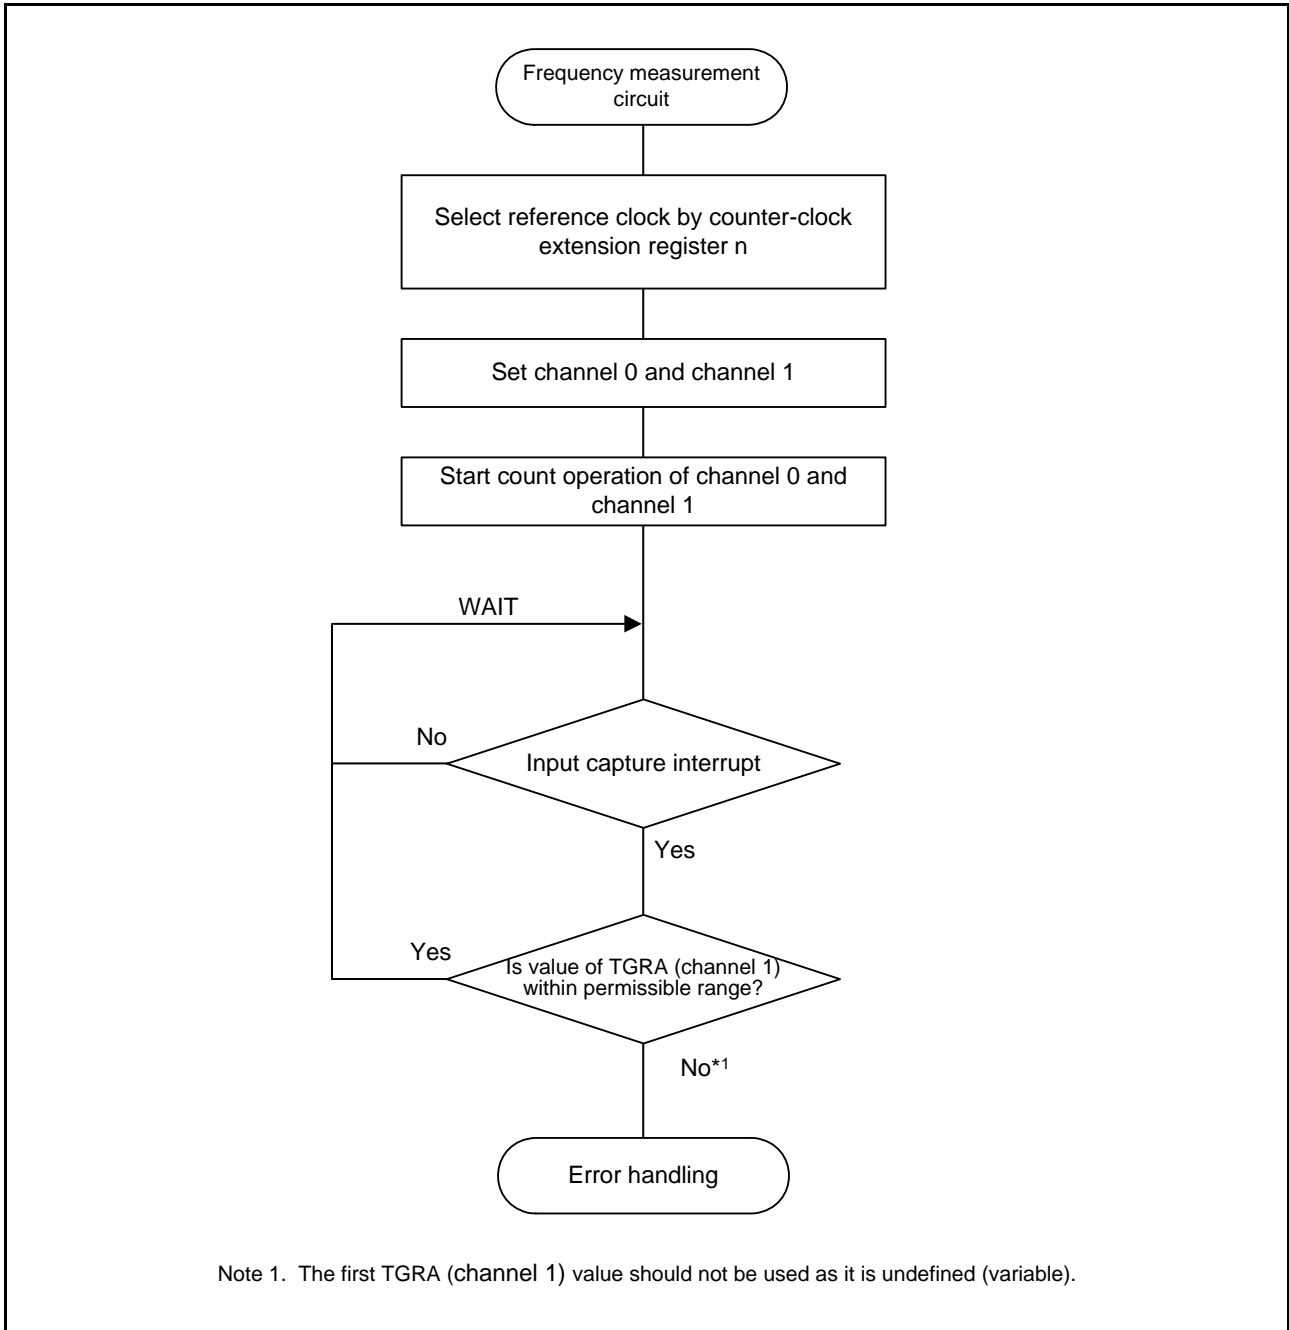 Frequency measurement
circuit
Select reference clock by counter-clock
extension register n
Set channel 0 and channel 1
Start count operation of channel 0 and
channel 1
WAIT
No
Input capture interrupt
Yes
Yes
Is value of TGRA (channel 1)
within permissible range?
No*1
Error handling
Note 1. The first TGRA (channel 1) value should not be used as it is undefined (variable).